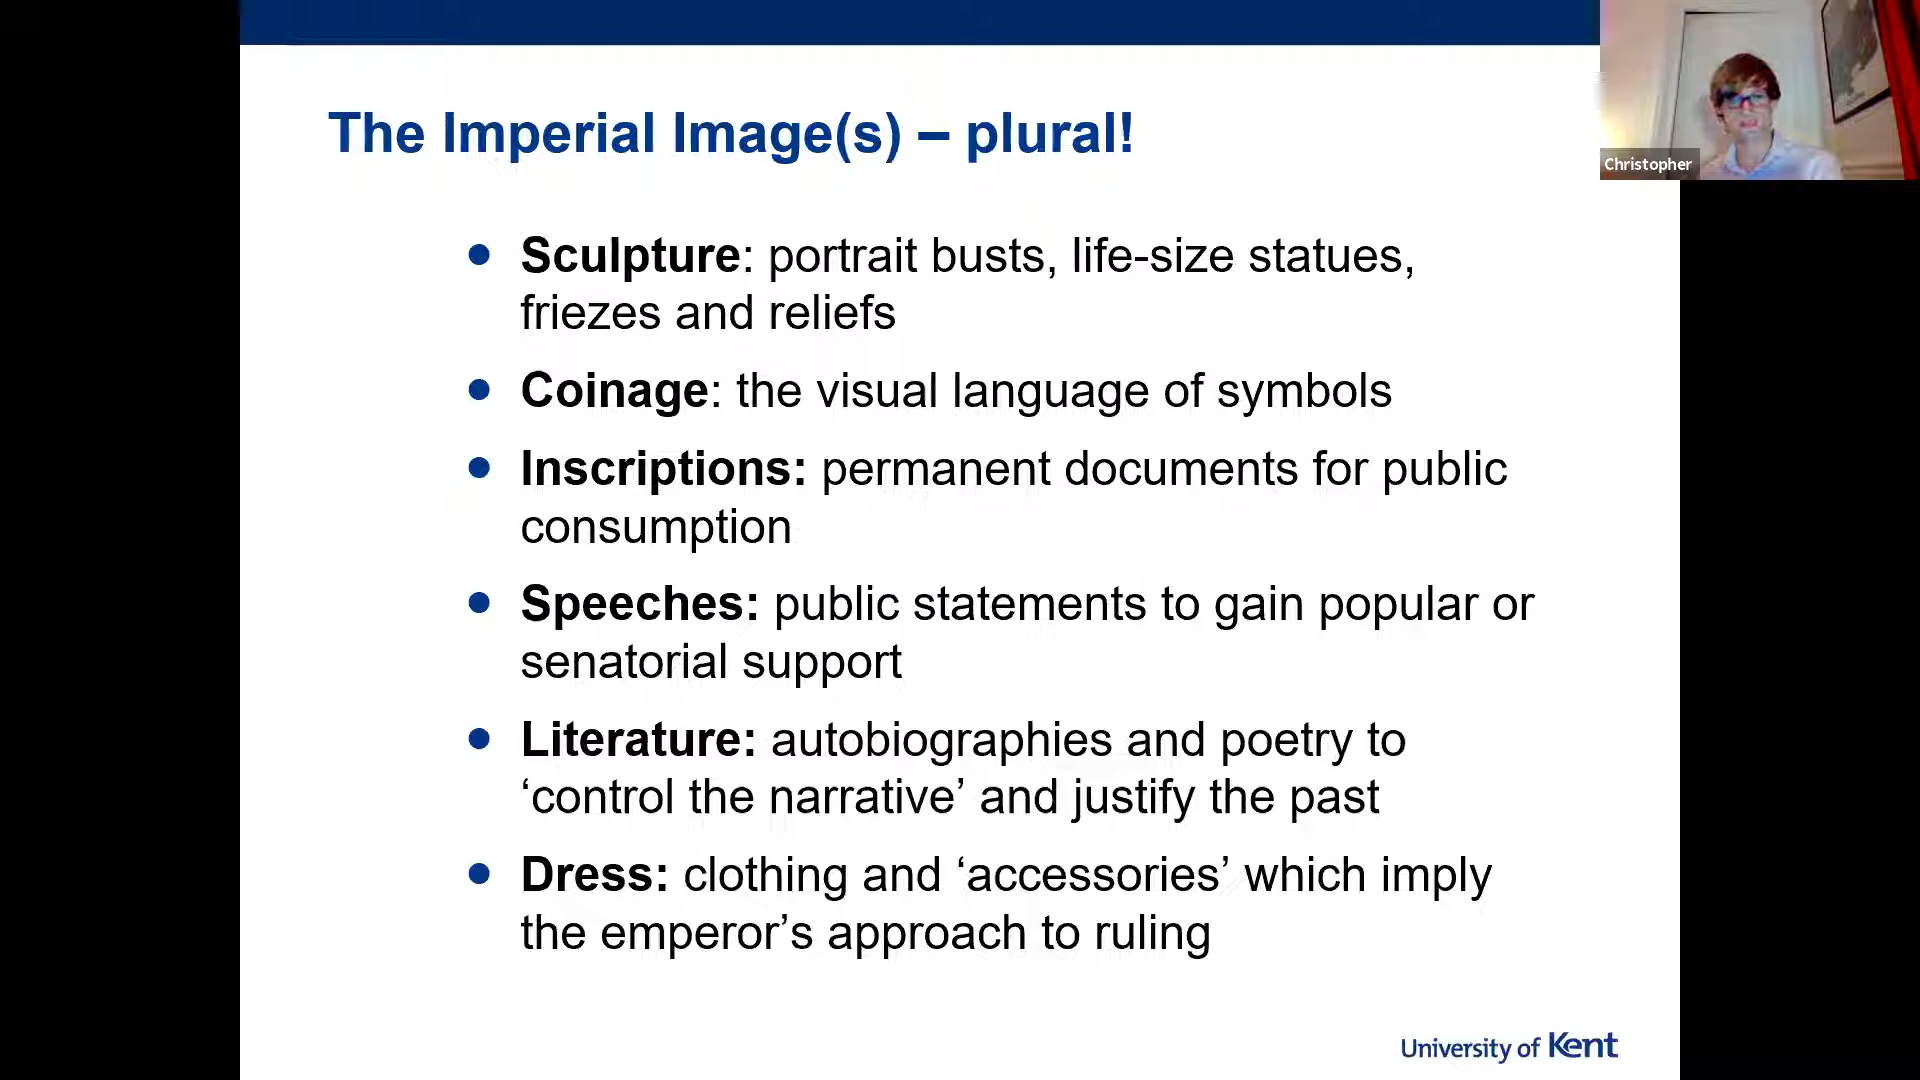 The Imperial Image(s) – plural!
Christopher
• Sculpture: portrait busts, life-size statues,
friezes and reliefs
• Coinage: the visual language of symbols
• Inscriptions: permanent documents for public
consumption
• Speeches: public statements to gain popular or
senatorial support
• Literature: autobiographies and poetry to
‘control the narrative’ and justify the past
• Dress: clothing and ‘accessories’ which imply
the emperor’s approach to ruling
University of Kent